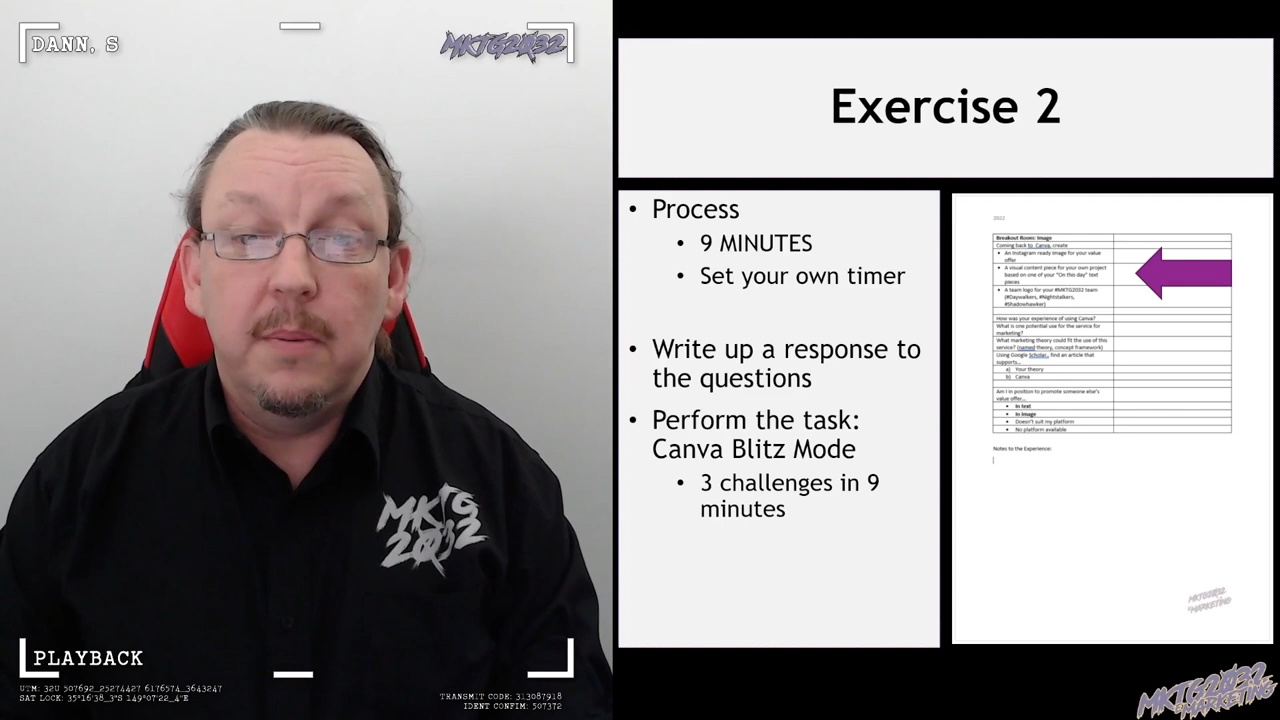 DANN, S
MKTG2032
MKTG
2032
PLAYBACK
UTM: 32U 507692_25274427 6176574_3643247
SAT LOCK: 35°16'38_3"S 149°07'22_4"E
TRANSMIT CODE: 313087918
IDENT CONFIM: 507372
Exercise 2
• Process
• 9 MINUTES
• Set your own timer
• Write up a response to
the questions
• Perform the task:
Canva Blitz Mode
• 3 challenges in 9
minutes
2022
Breakout Room: Image
Coming back to Canva, create
• An Instagram ready image for your value
offer
• A visual content piece for your own project
based on one of your "On this day" text
pieces
• A team logo for your #MKTG2032 team
(#Daywalkers, #Nightstalkers,
#Shadowhawker)
How was your experience of using Canva?
What is one potential use for the service for
marketing?
What marketing theory could fit the use of this
service? (named theory, concept framework)
Using Google Scholar, find an article that
supports...
a) Your theory
b) Canva
Am I in position to promote someone else's
value offer...
• In text
• In image
• Doesn't suit my platform
• No platform available
Notes to the Experience:
MKTG2032
#MARKETING
MKTG2032
#MARKETING